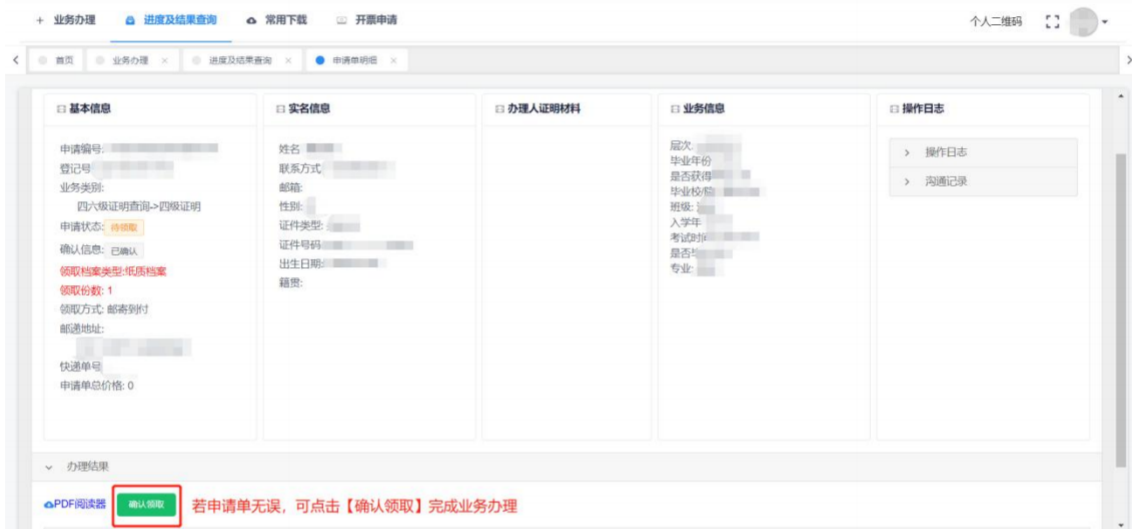 + 业务办理 进度及结果查询 常用下载 开票申请 个人二维码
首页 业务办理 × 进度及结果查询 × 申请单明细 ×
基本信息
申请编号:
登记号
业务类别:
四六级证明查询->四级证明
申请状态: 待领取
确认信息: 已确认
领取档案类型:纸质档案
领取份数: 1
领取方式: 邮寄到付
邮递地址:
快递单号
申请单总价格: 0
实名信息
姓名
联系方式
邮箱:
性别:
证件类型:
证件号码
出生日期:
籍贯:
办理人证明材料
业务信息
层次
毕业年份
是否获得
毕业校
班级:
入学年
考试时
是否
专业:
操作日志
> 操作日志
> 沟通记录
办理结果
PDF阅读器 确认领取 若申请单无误，可点击【确认领取】完成业务办理